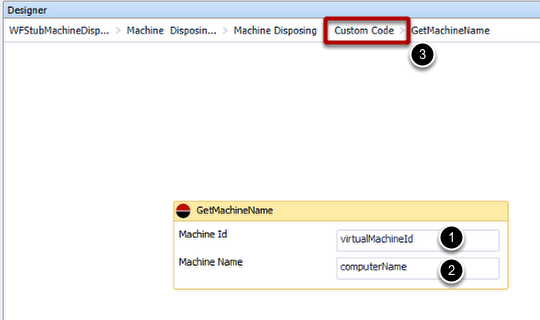 Designer
WFStubMachineDisp... > Machine Disposin... > Machine Disposing Custom Code > GetMachineName
3
GetMachineName
Machine Id virtualMachineId 1
Machine Name computerName 2